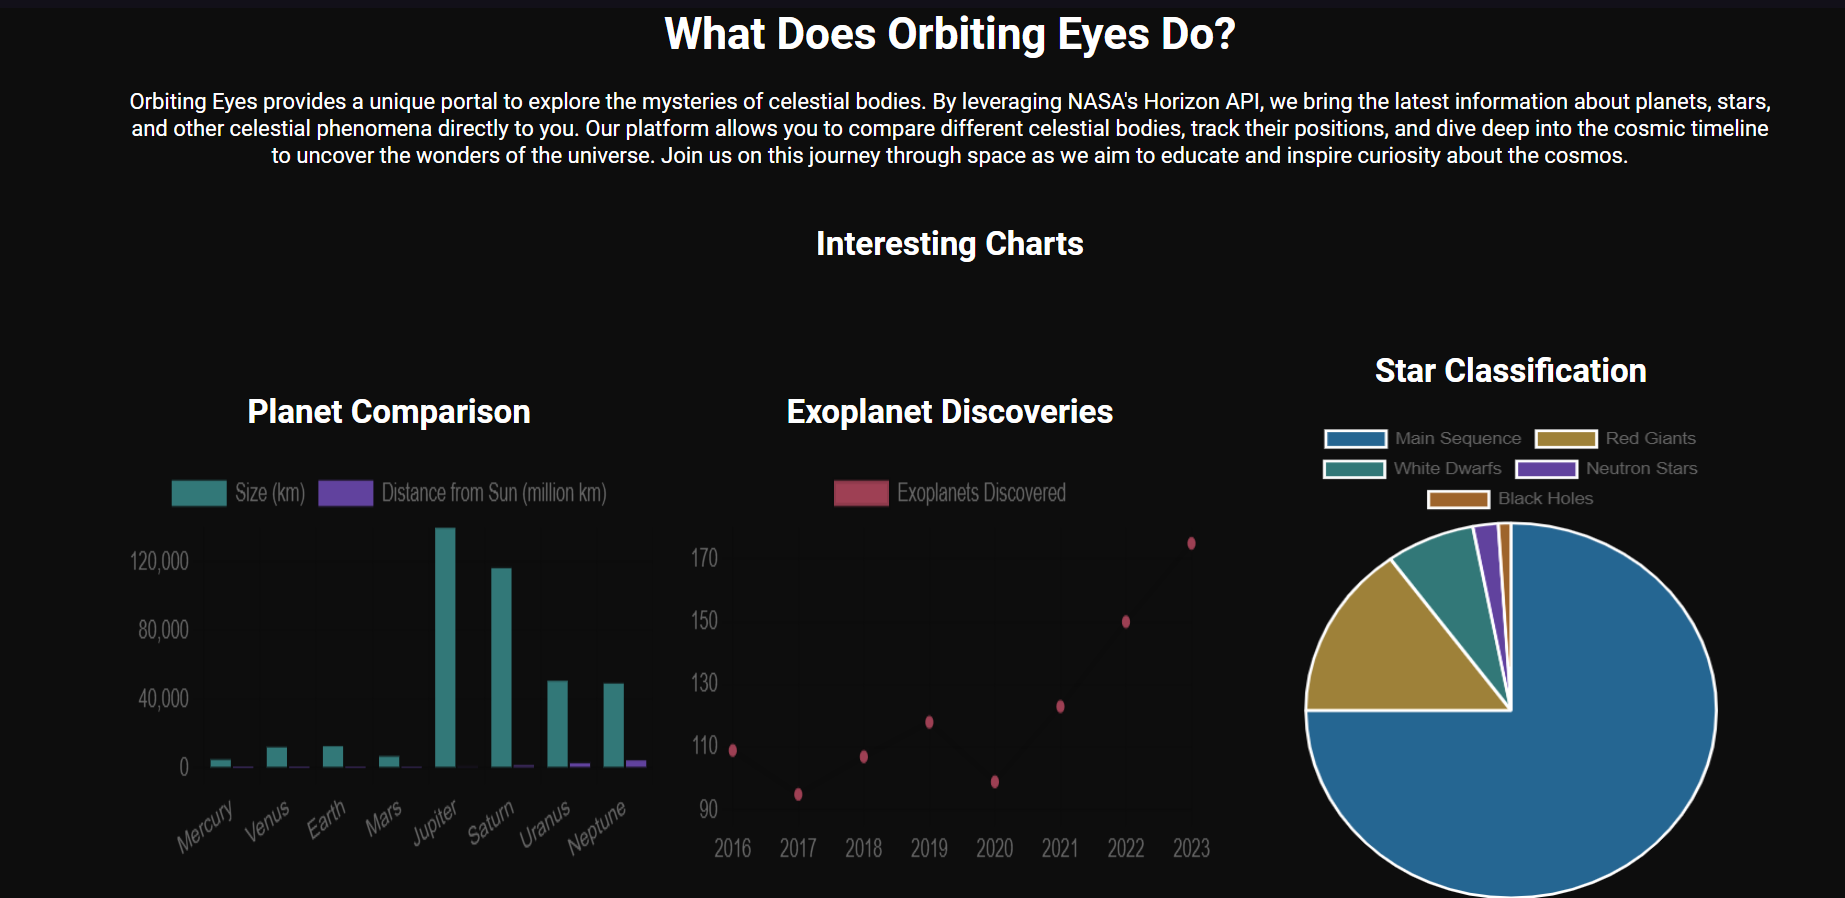 What Does Orbiting Eyes Do?
Orbiting Eyes provides a unique portal to explore the mysteries of celestial bodies. By leveraging NASA's Horizon API, we bring the latest information about planets, stars,
and other celestial phenomena directly to you. Our platform allows you to compare different celestial bodies, track their positions, and dive deep into the cosmic timeline
to uncover the wonders of the universe. Join us on this journey through space as we aim to educate and inspire curiosity about the cosmos.
Interesting Charts
Planet Comparison
Size (km) Distance from Sun (million km)
120,000
80,000
40,000
0
Mercury Venus Earth Mars Jupiter Saturn Uranus Neptune
Exoplanet Discoveries
Exoplanets Discovered
170
150
130
110
90
2016 2017 2018 2019 2020 2021 2022 2023
Star Classification
Main Sequence Red Giants
White Dwarfs Neutron Stars
Black Holes